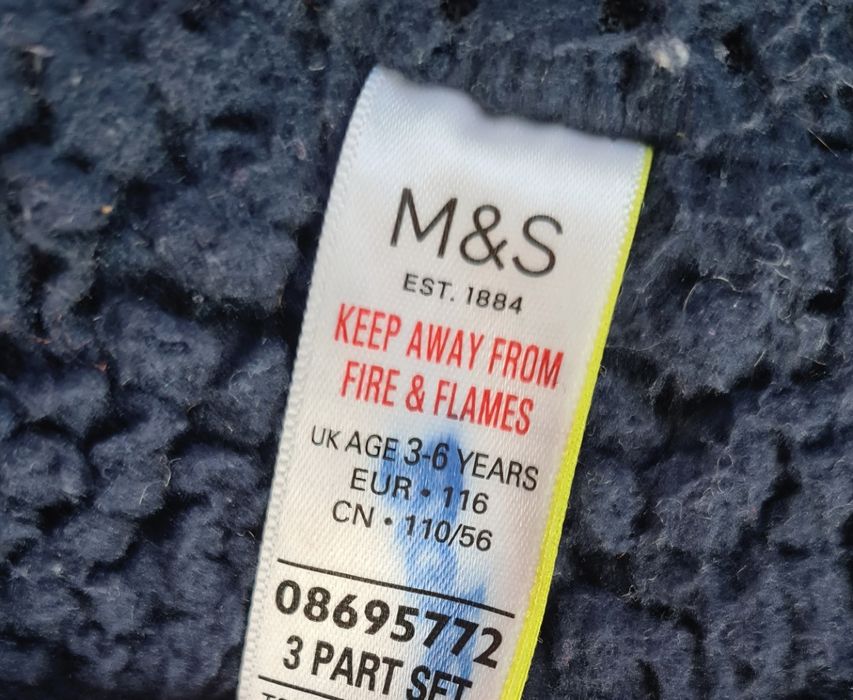 M&S
EST. 1884
KEEP AWAY FROM
FIRE & FLAMES
UK AGE 3-6 YEARS
EUR • 116
CN • 110/56
08695772
3 PART SET